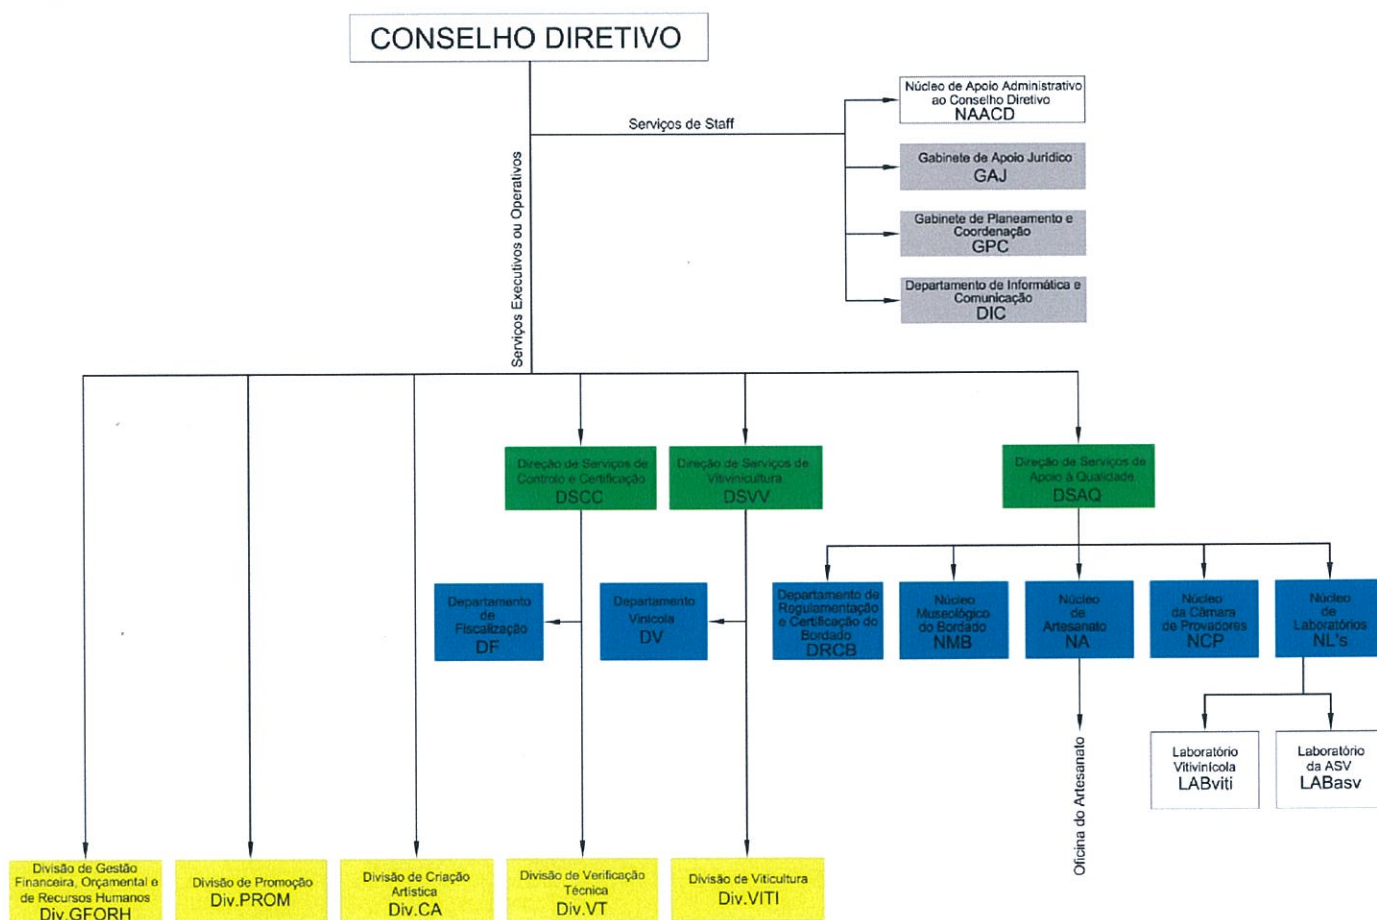 CONSELHO DIRETIVO
Serviços de Staff
Serviços Executivos ou Operativos
Núcleo de Apoio Administrativo
ao Conselho Diretivo
NAACD
Gabinete de Apoio Jurídico
GAJ
Gabinete de Planeamento e
Coordenação
GPC
Departamento de Informática e
Comunicação
DIC
Direção de Serviços de
Controlo e Certificação
DSCC
Direção de Serviços de
Vitivinicultura
DSVV
Direção de Serviços de
Apoio à Qualidade
DSAQ
Departamento
de
Fiscalização
DF
Departamento
Vinícola
DV
Departamento de
Regulamentação
e Certificação do
Bordado
DRCB
Núcleo
Museológico
do Bordado
NMB
Núcleo
de
Artesanato
NA
Núcleo
da Câmara
de Provadores
NCP
Núcleo
de
Laboratórios
NL's
Oficina do Artesanato
Laboratório
Vitivinícola
LABviti
Laboratório
da ASV
LABasv
Divisão de Gestão
Financeira, Orçamental e
de Recursos Humanos
Div.GFORH
Divisão de Promoção
Div.PROM
Divisão de Criação
Artística
Div.CA
Divisão de Verificação
Técnica
Div.VT
Divisão de Viticultura
Div.VITI